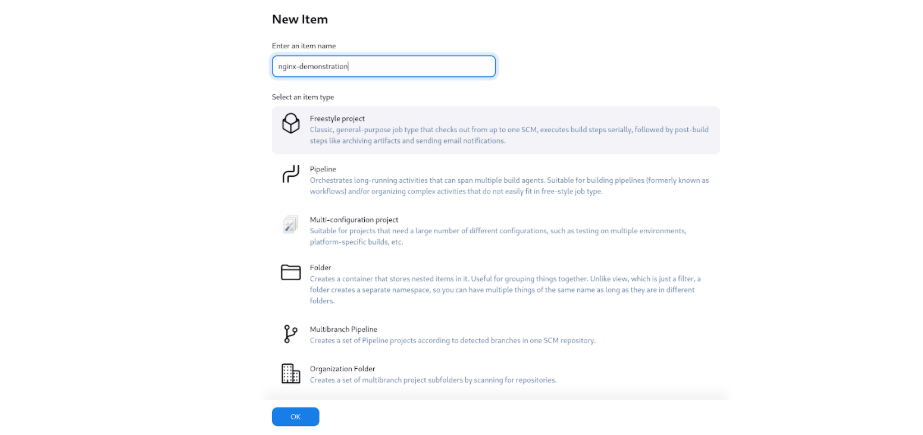 New Item
Enter an item name
nginx-demonstration
Select an item type
Freestyle project
Classic, general-purpose job type that checks out from up to one SCM, executes build steps serially, followed by post-build
steps like archiving artifacts and sending email notifications.
Pipeline
Orchestrates long-running activities that can span multiple build agents. Suitable for building pipelines (formerly known as
workflows) and/or organizing complex activities that do not easily fit in free-style job type.
Multi-configuration project
Suitable for projects that need a large number of different configurations, such as testing on multiple environments,
platform-specific builds, etc.
Folder
Creates a container that stores nested items in it. Useful for grouping things together. Unlike view, which is just a filter, a
folder creates a separate namespace, so you can have multiple things of the same name as long as they are in different
folders.
Multibranch Pipeline
Creates a set of Pipeline projects according to detected branches in one SCM repository.
Organization Folder
Creates a set of multibranch project subfolders by scanning for repositories.
OK